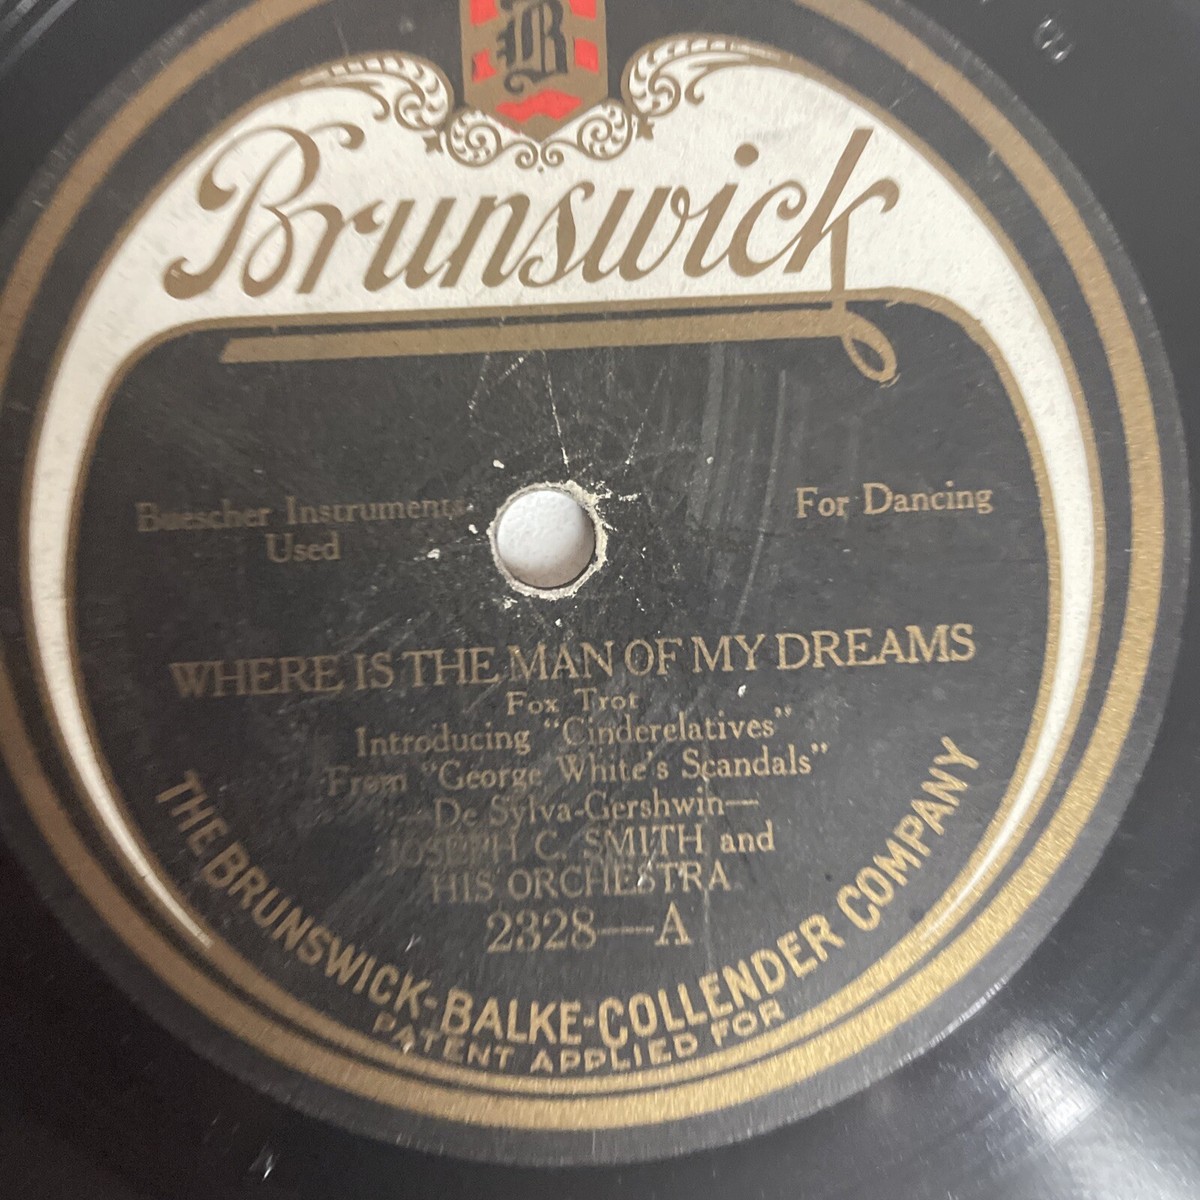 B
Brunswick
Buescher Instruments
Used
For Dancing
WHERE IS THE MAN OF MY DREAMS
Fox Trot
Introducing "Cinderelatives"
From "George White's Scandals"
—De Sylva-Gershwin—
JOSEPH C. SMITH and
HIS ORCHESTRA
2328—A
THE BRUNSWICK-BALKE-COLLENDER COMPANY
PATENT APPLIED FOR